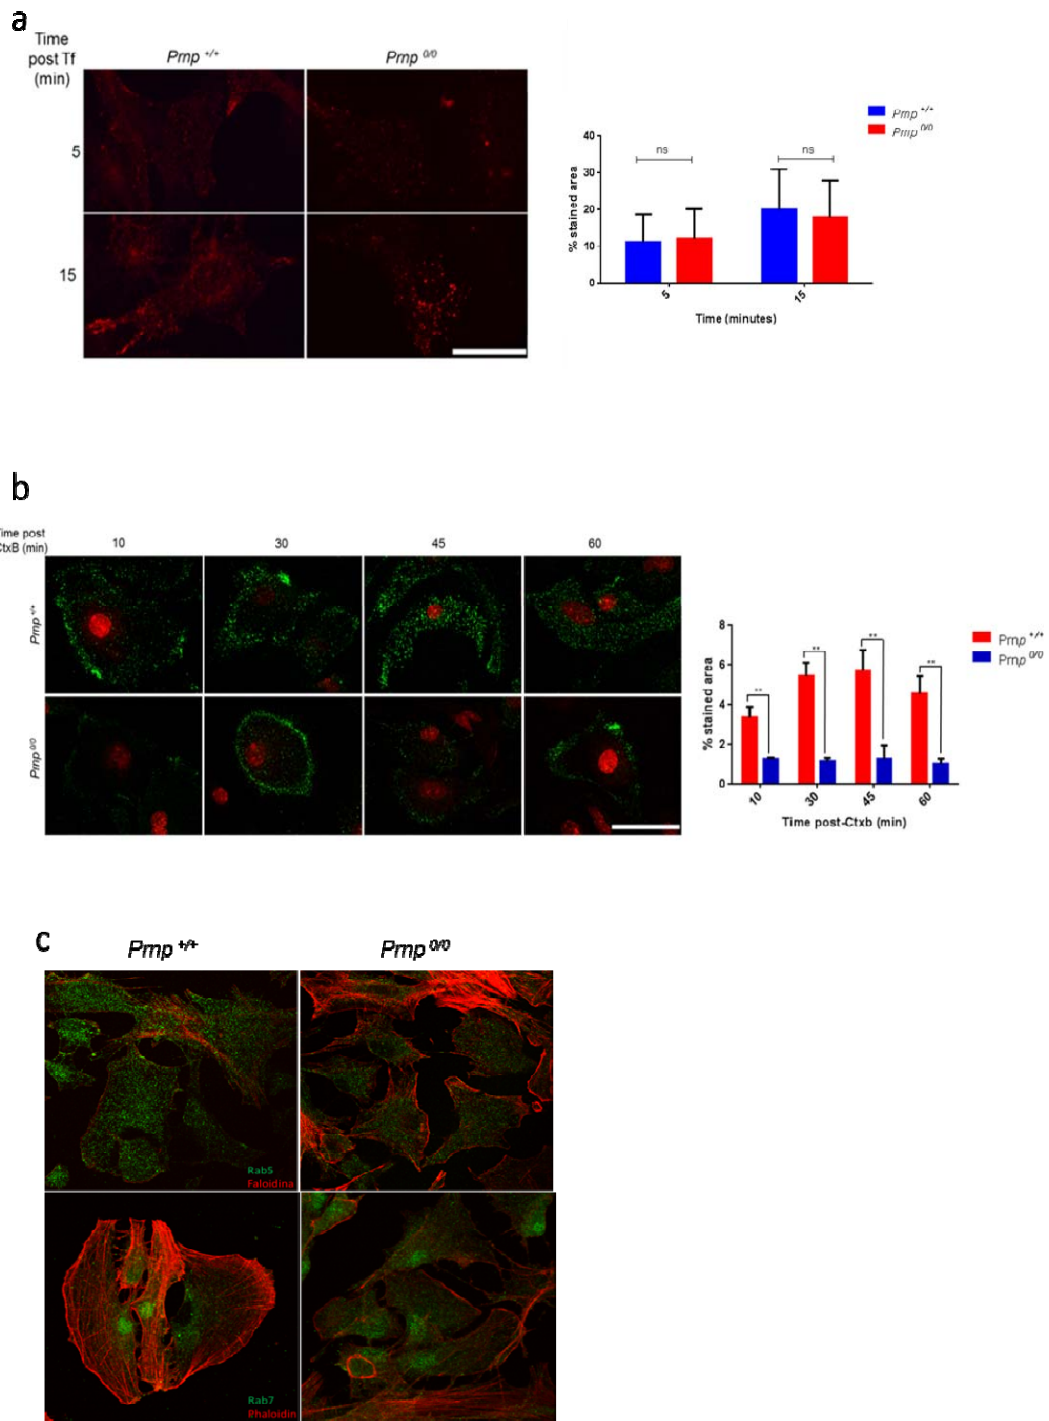 a
Time
post Tf
(min)
Prnp +/+
Prnp 0/0
5
15
Prnp +/+
Prnp 0/0
40
30
20
10
0
% stained area
ns
ns
5
15
Time (minutes)
b
Time post
CtxB (min)
10
30
45
60
Prnp +/+
Prnp 0/0
8
6
4
2
0
% stained area
**
**
**
**
Prnp +/+
Prnp 0/0
10
30
45
60
Time post-Ctxb (min)
c
Prnp +/+
Prnp 0/0
Rab5
Faloidina
Rab7
Phaloidin